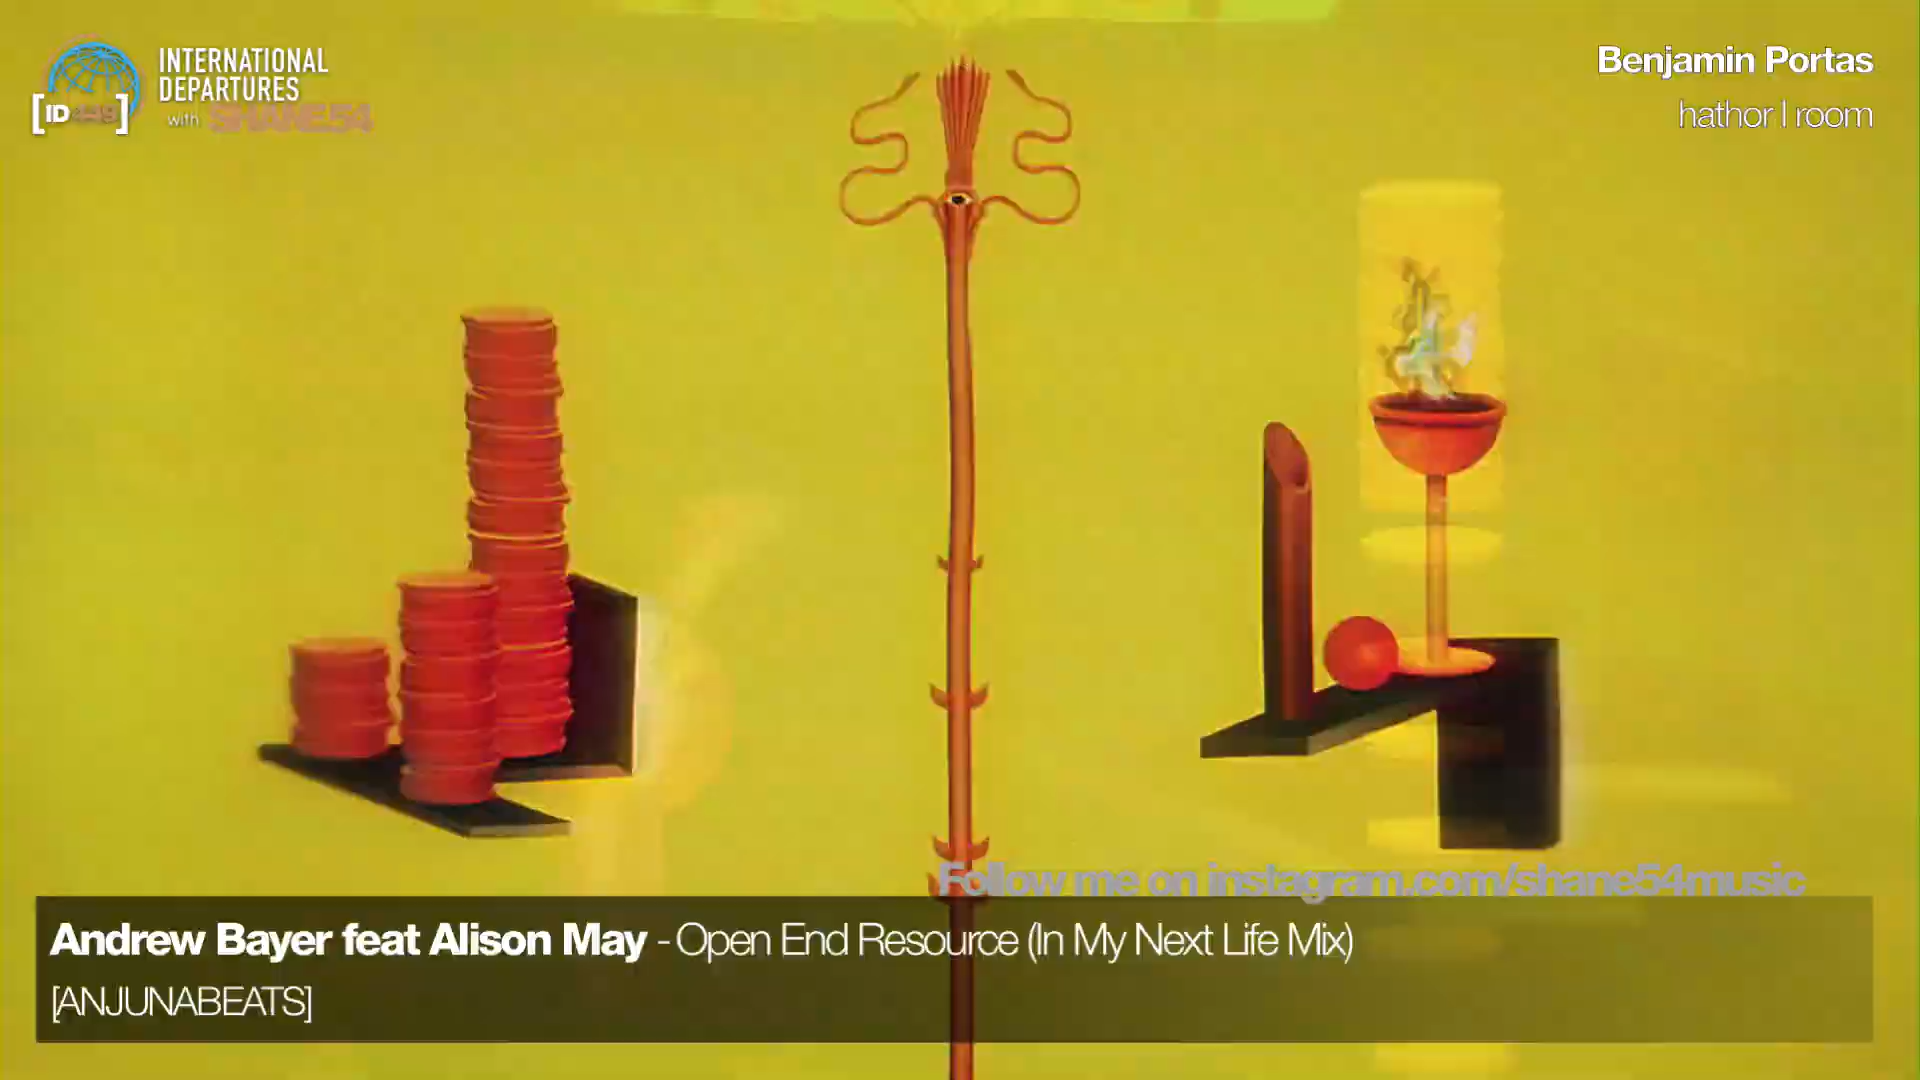 INTERNATIONAL
DEPARTURES
with SHANE54
[ID449]
Benjamin Portas
hathor | room
Follow me on instagram.com/shane54music
Andrew Bayer feat Alison May - Open End Resource (In My Next Life Mix)
[ANJUNABEATS]